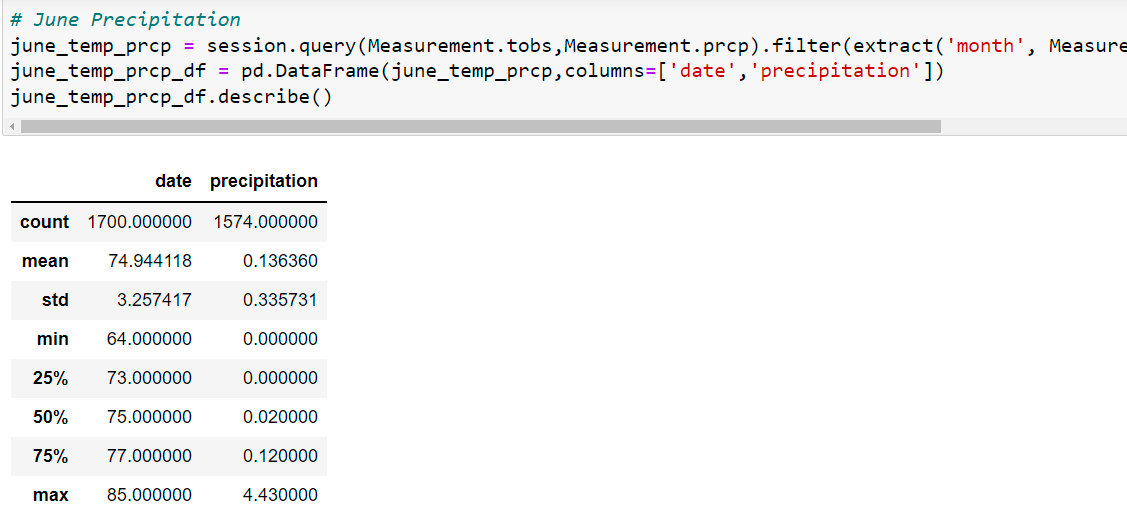 # June Precipitation
june_temp_prcp = session.query(Measurement.tobs,Measurement.prcp).filter(extract('month', Measure
june_temp_prcp_df = pd.DataFrame(june_temp_prcp,columns=['date','precipitation'])
june_temp_prcp_df.describe()
date precipitation
count 1700.000000 1574.000000
mean 74.944118 0.136360
std 3.257417 0.335731
min 64.000000 0.000000
25% 73.000000 0.000000
50% 75.000000 0.020000
75% 77.000000 0.120000
max 85.000000 4.430000